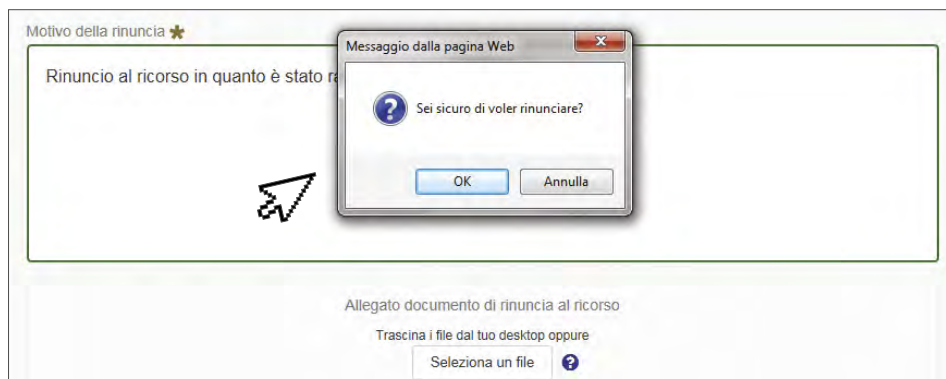 Motivo della rinuncia
Messaggio dalla pagina Web
Rinuncio al ricorso in quanto è stato
Sei sicuro di voler rinunciare?
OK
Annulla
Allegato documento di rinuncia al ricorso
Trascina i file dal tuo desktop oppure
Seleziona un file